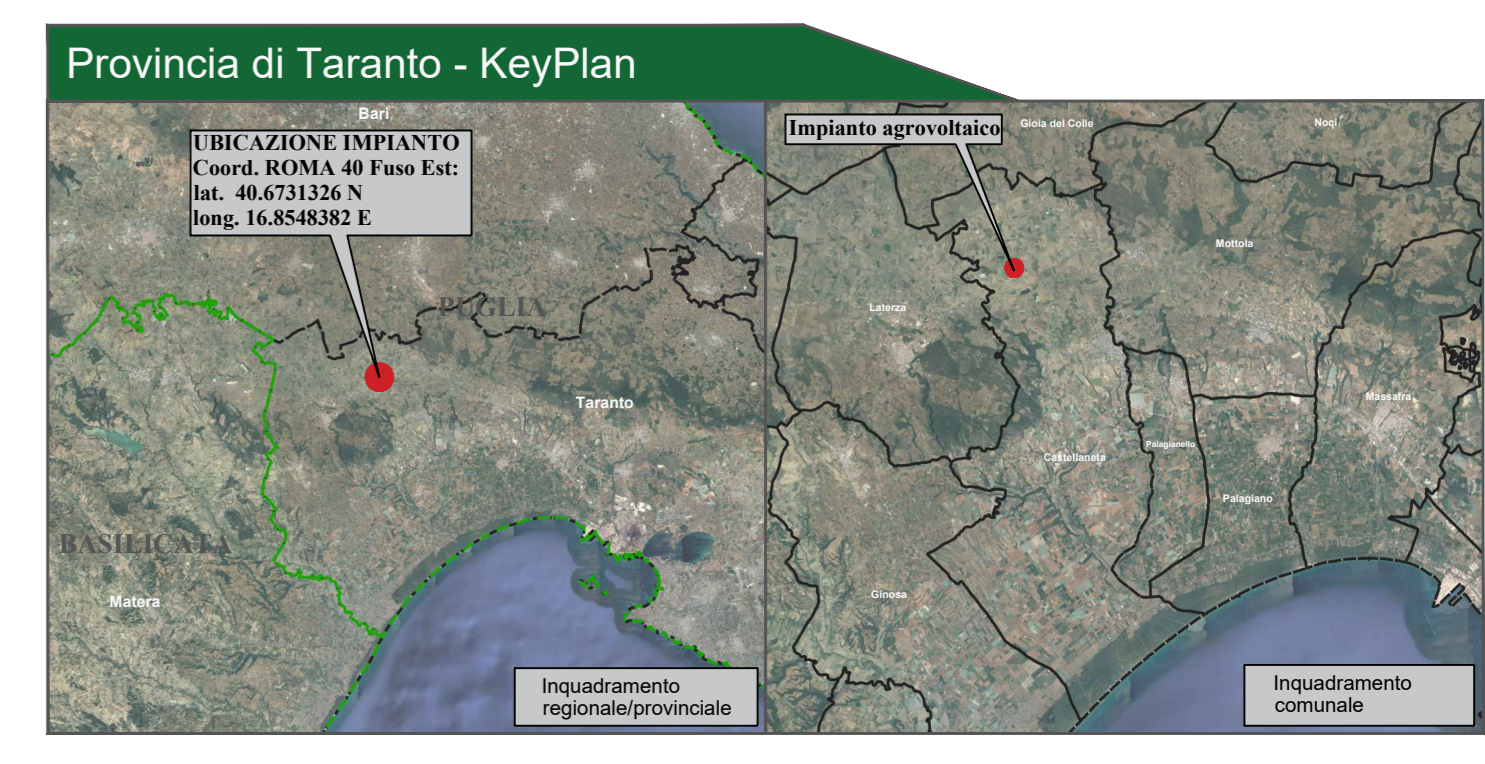 Provincia di Taranto - KeyPlan
Bari
UBICAZIONE IMPIANTO
Coord. ROMA 40 Fuso Est:
lat. 40.6731326 N
long. 16.8548382 E
PUGLIA
Taranto
BASILICATA
Matera
Inquadramento
regionale/provinciale
Impianto agrovoltaico
Gioia del Colle
Noci
Mottola
Laterza
Massafra
Palagianello
Castellaneta
Palagiano
Ginosa
Inquadramento
comunale